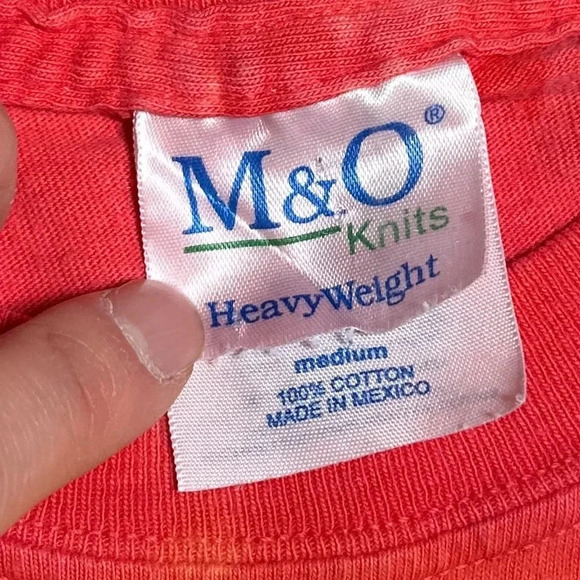 M&O®
Knits
HeavyWeight
medium
100% COTTON
MADE IN MEXICO